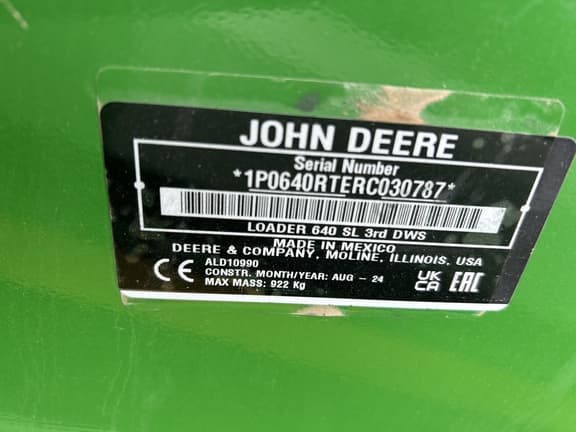 JOHN DEERE
Serial Number
*1P0640RTERC030787*
LOADER 640 SL 3rd DWS
MADE IN MEXICO
DEERE & COMPANY, MOLINE, ILLINOIS, USA
ALD10990
CONSTR. MONTH/YEAR: AUG - 24
MAX MASS: 922 Kg
CE
UK
CA
EAC